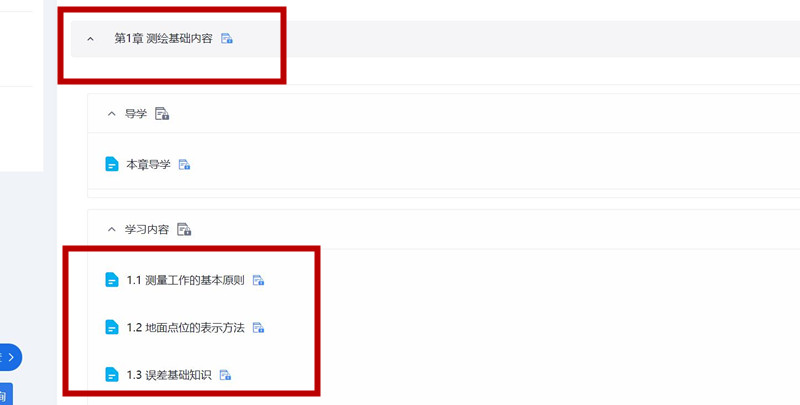 第1章 测绘基础内容
导学
本章导学
学习内容
1.1 测量工作的基本原则
1.2 地面点位的表示方法
1.3 误差基础知识
询